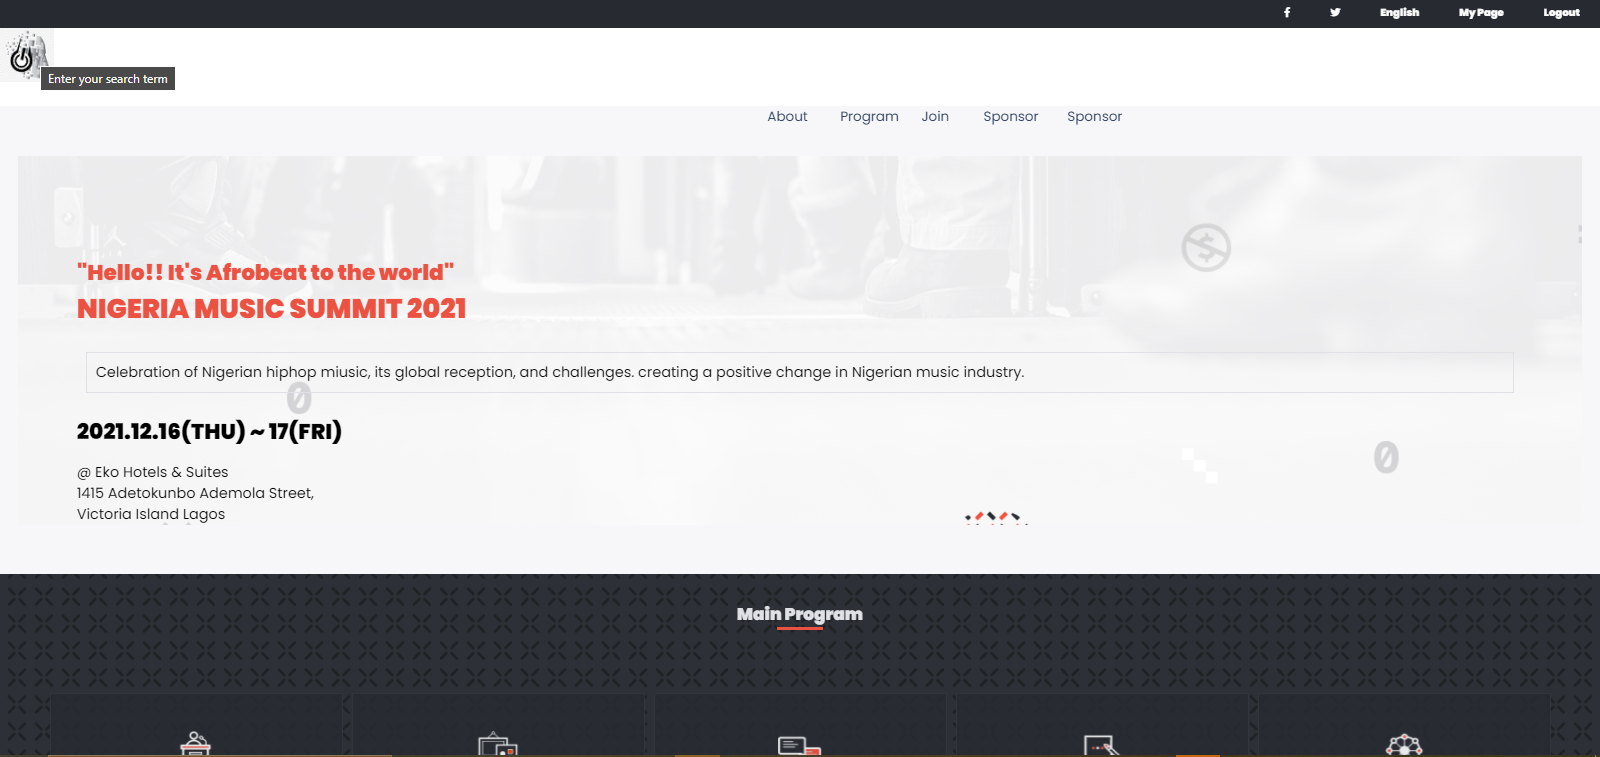 English My Page Logout
Enter your search term
About Program Join Sponsor Sponsor
"Hello!! It's Afrobeat to the world"
NIGERIA MUSIC SUMMIT 2021
Celebration of Nigerian hiphop miusic, its global reception, and challenges. creating a positive change in Nigerian music industry.
2021.12.16(THU) ~ 17(FRI)
@ Eko Hotels & Suites
1415 Adetokunbo Ademola Street,
Victoria Island Lagos
Main Program